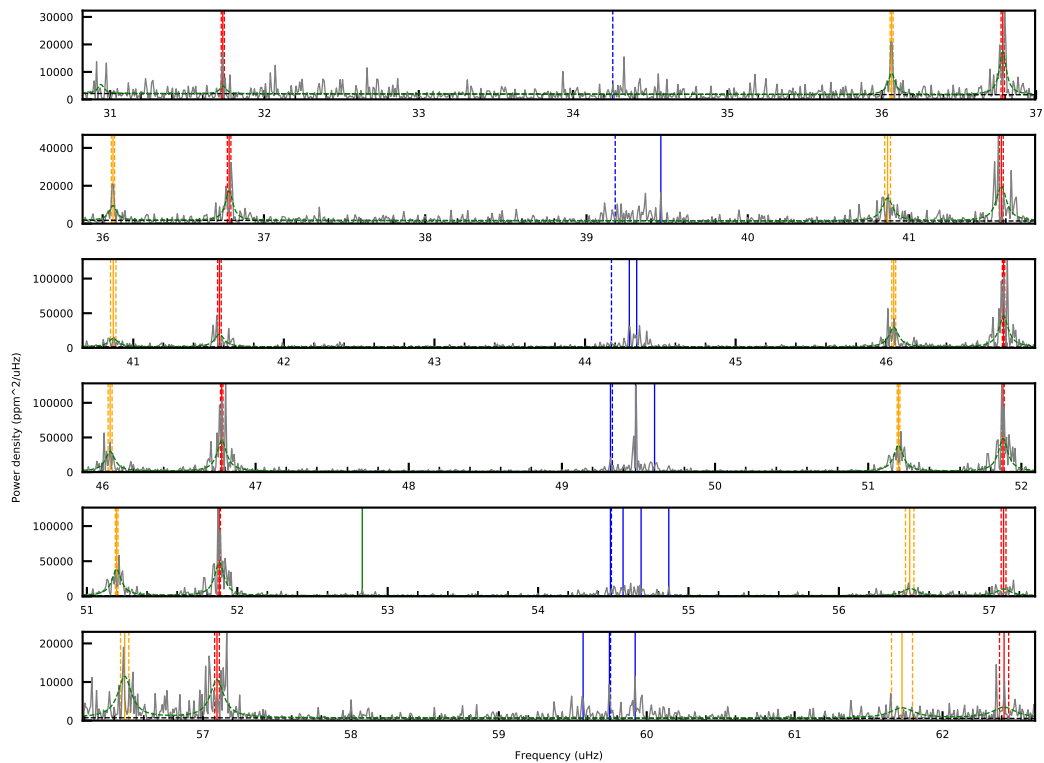 30000
20000
10000
0
31 32 33 34 35 36 37
40000
20000
0
36 37 38 39 40 41
100000
50000
0
41 42 43 44 45 46
100000
50000
0
46 47 48 49 50 51 52
100000
50000
0
51 52 53 54 55 56 57
20000
10000
0
57 58 59 60 61 62
Power density (ppm^2/uHz)
Frequency (uHz)